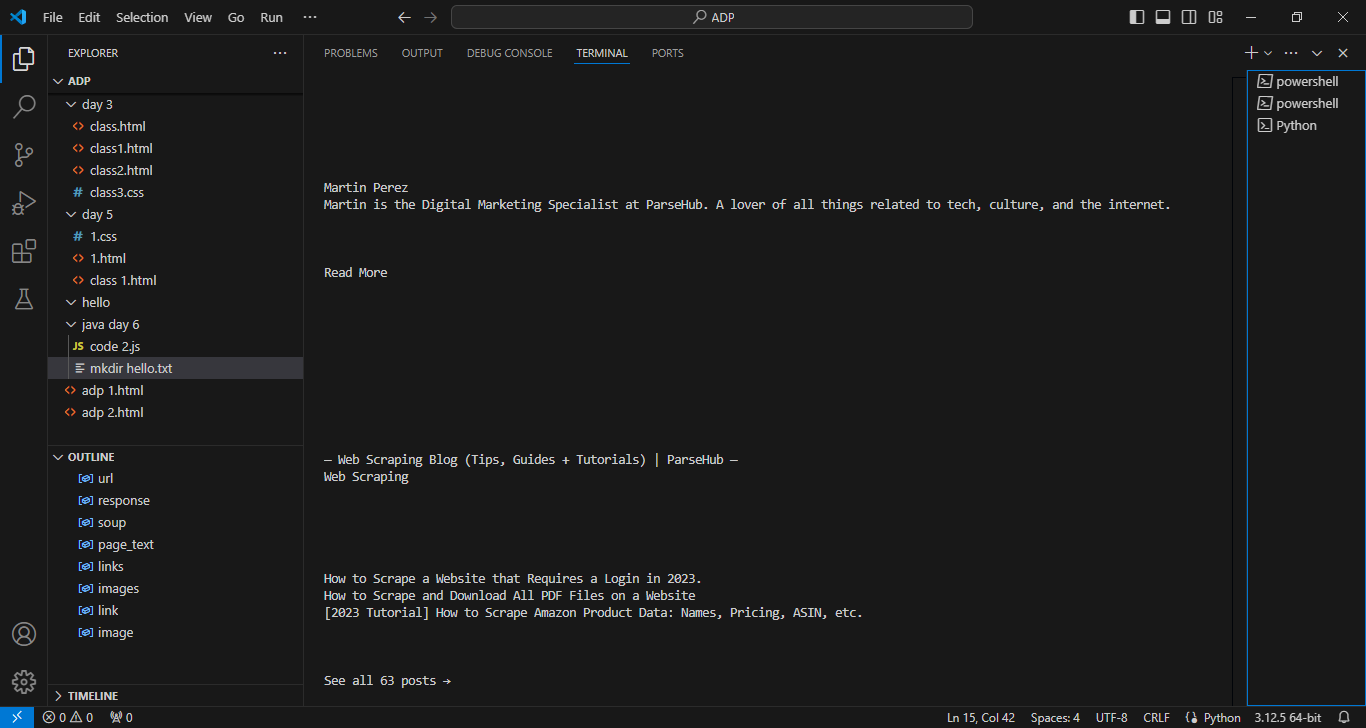 File Edit Selection View Go Run ··· ADP
EXPLORER ···
ADP
day 3
class.html
class1.html
class2.html
# class3.css
day 5
# 1.css
1.html
class 1.html
hello
java day 6
JS code 2.js
mkdir hello.txt
adp 1.html
adp 2.html
OUTLINE
url
response
soup
page_text
links
images
link
image
TIMELINE
PROBLEMS OUTPUT DEBUG CONSOLE TERMINAL PORTS
Martin Perez
Martin is the Digital Marketing Specialist at ParseHub. A lover of all things related to tech, culture, and the internet.
Read More
— Web Scraping Blog (Tips, Guides + Tutorials) | ParseHub —
Web Scraping
How to Scrape a Website that Requires a Login in 2023.
How to Scrape and Download All PDF Files on a Website
[2023 Tutorial] How to Scrape Amazon Product Data: Names, Pricing, ASIN, etc.
See all 63 posts →
powershell
powershell
Python
0 0 0 Ln 15, Col 42 Spaces: 4 UTF-8 CRLF Python 3.12.5 64-bit